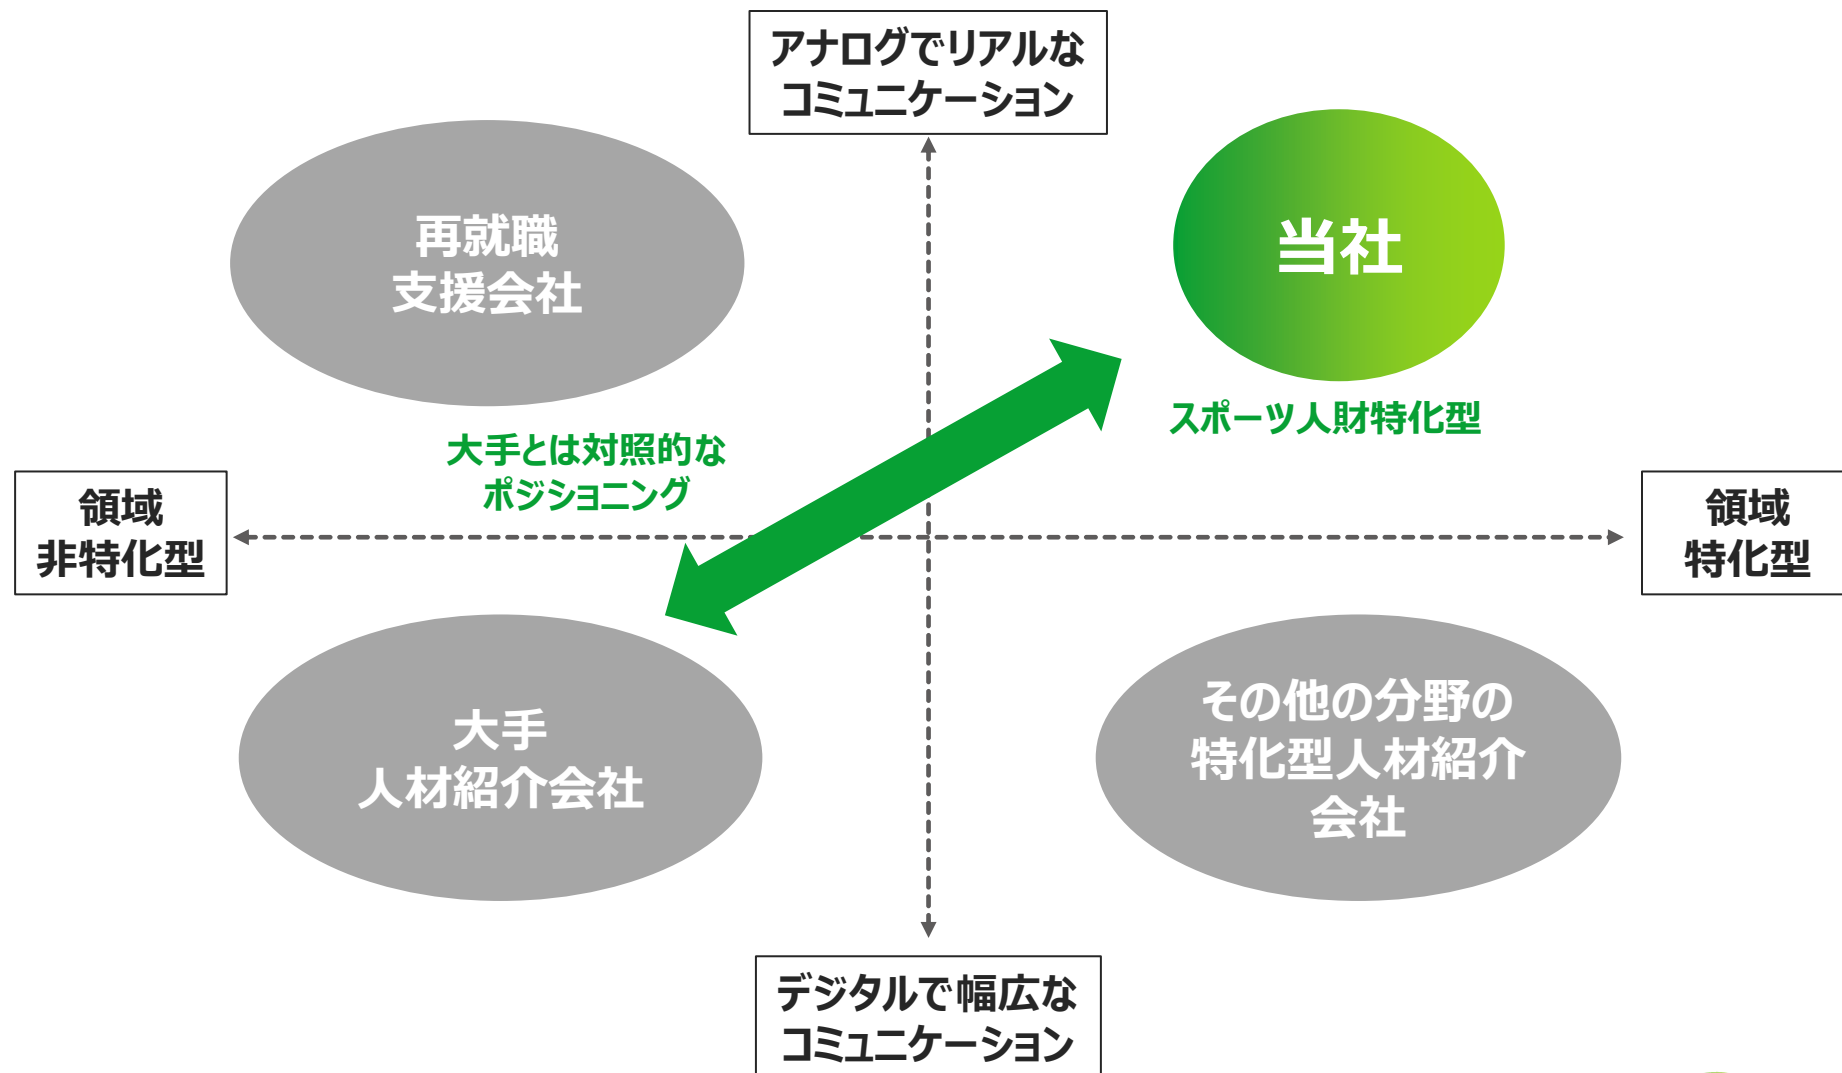 アナログでリアルな
コミュニケーション
再就職
支援会社
当社
スポーツ人財特化型
大手とは対照的な
ポジショニング
領域
非特化型
領域
特化型
大手
人材紹介会社
その他の分野の
特化型人材紹介
会社
デジタルで幅広な
コミュニケーション